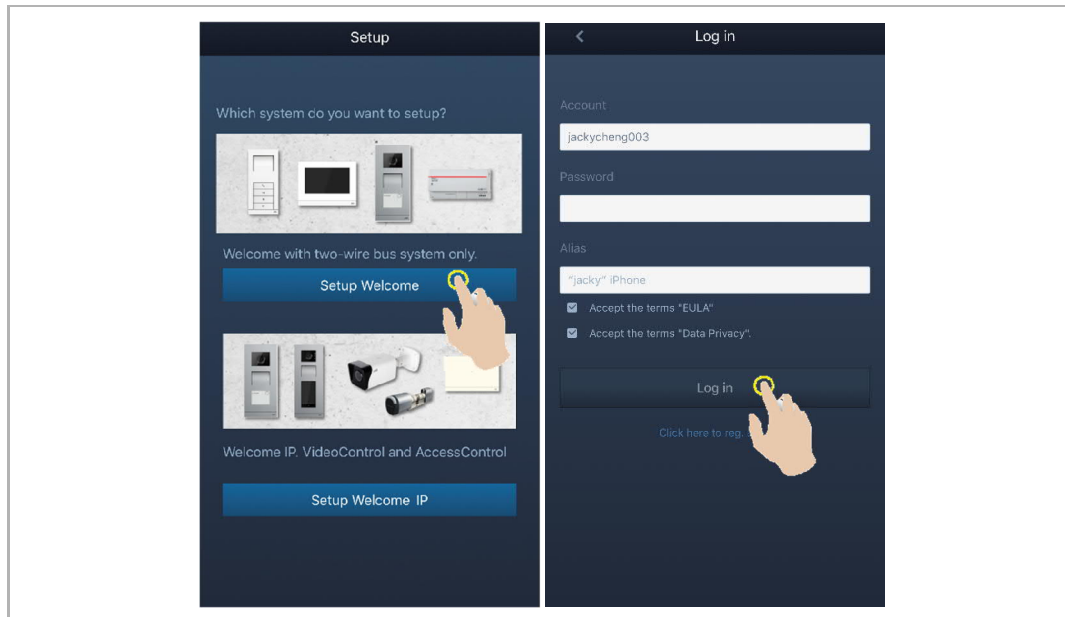 Setup
Which system do you want to setup?
Welcome with two-wire bus system only.
Setup Welcome
Welcome IP. VideoControl and AccessControl
Setup Welcome IP
Log in
Account
jackycheng003
Password
Alias
"jacky" iPhone
Accept the terms "EULA"
Accept the terms "Data Privacy".
Log in
Click here to reg.